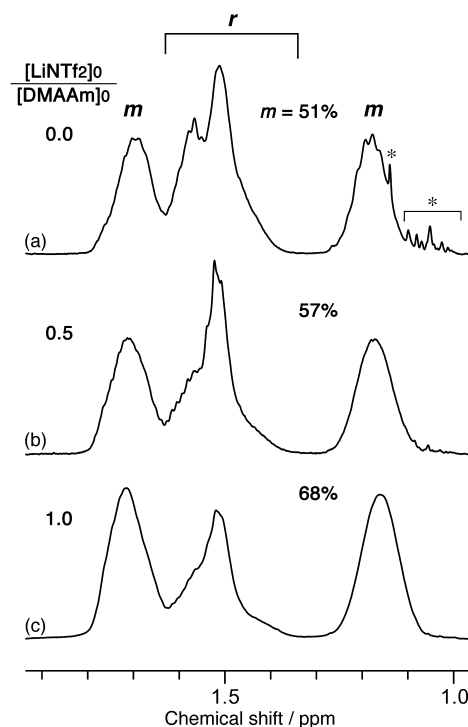 r
[LiNTf2]0
[DMAAm]0
m
m = 51%
m
0.0
*
*
(a)
0.5
57%
(b)
1.0
68%
(c)
1.5
1.0
Chemical shift / ppm